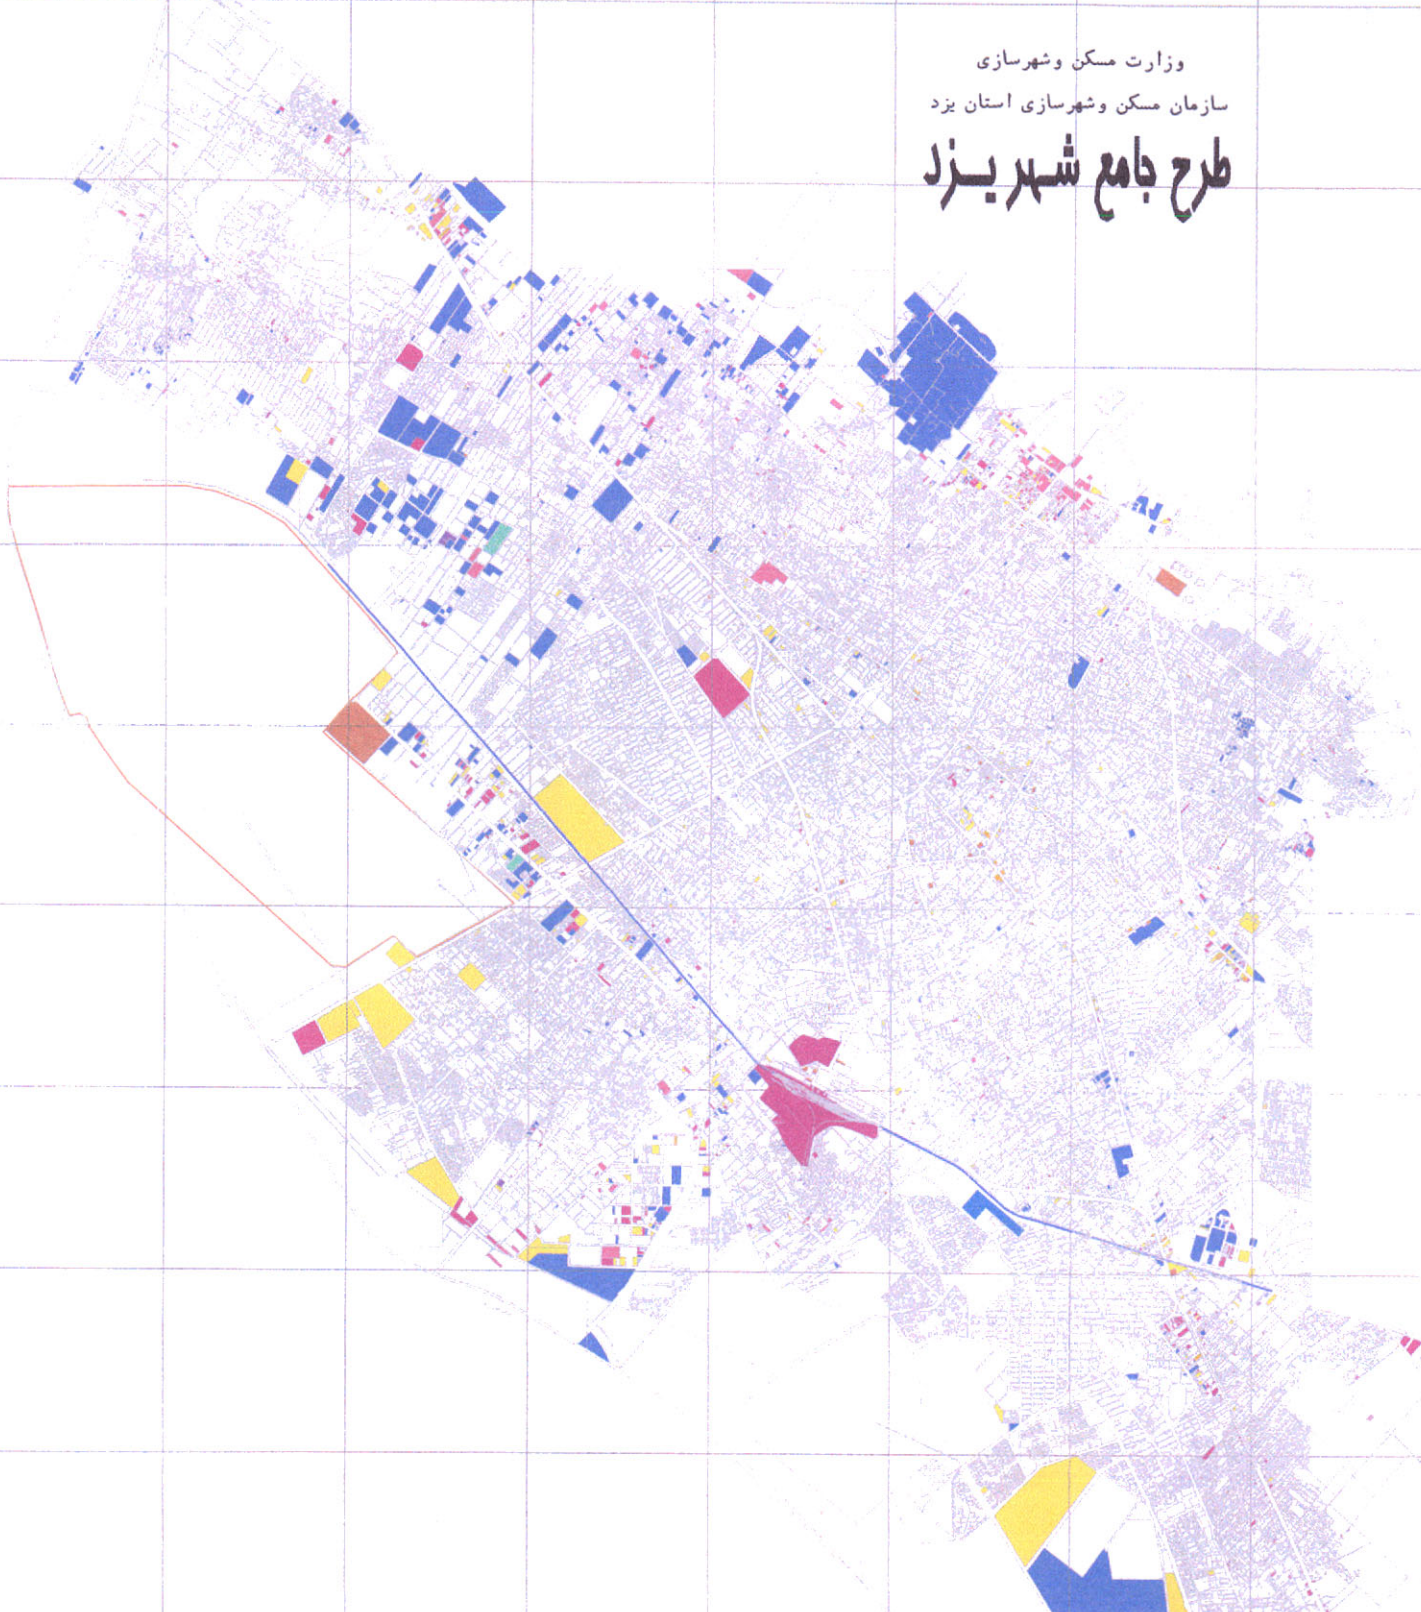 وزارت مسکن وشهرسازی
سازمان مسکن وشهرسازی استان یزد
طرح جامع شهر یزد